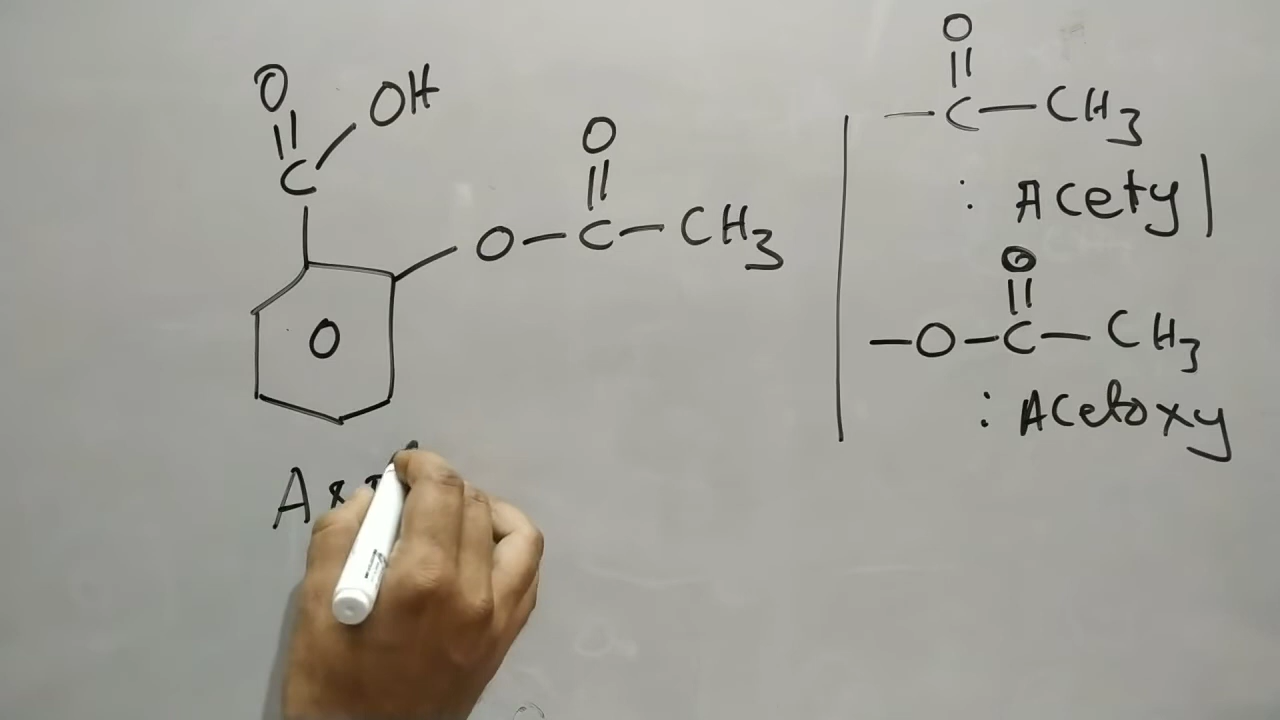 O
C
OH
O
O-C-CH3
O
O
-C-CH3
: Acetyl
O
-O-C-CH3
: Acetoxy